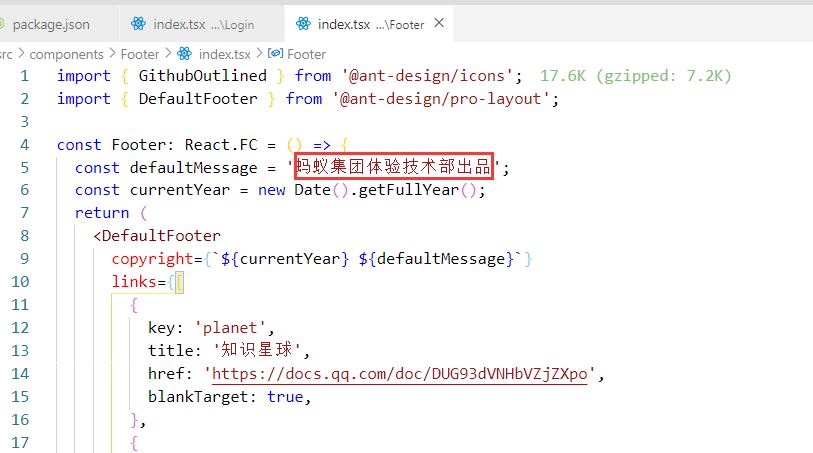 package.json index.tsx ...\Login index.tsx ...\Footer
src > components > Footer > index.tsx > Footer
1 import { GithubOutlined } from '@ant-design/icons'; 17.6K (gzipped: 7.2K)
2 import { DefaultFooter } from '@ant-design/pro-layout';
3
4 const Footer: React.FC = () => {
5 const defaultMessage = '蚂蚁集团体验技术部出品';
6 const currentYear = new Date().getFullYear();
7 return (
8 <DefaultFooter
9 copyright={`${currentYear} ${defaultMessage}`}
10 links={[
11 {
12 key: 'planet',
13 title: '知识星球',
14 href: 'https://docs.qq.com/doc/DUG93dVNHbVZjZXpo',
15 blankTarget: true,
16 },
17 {